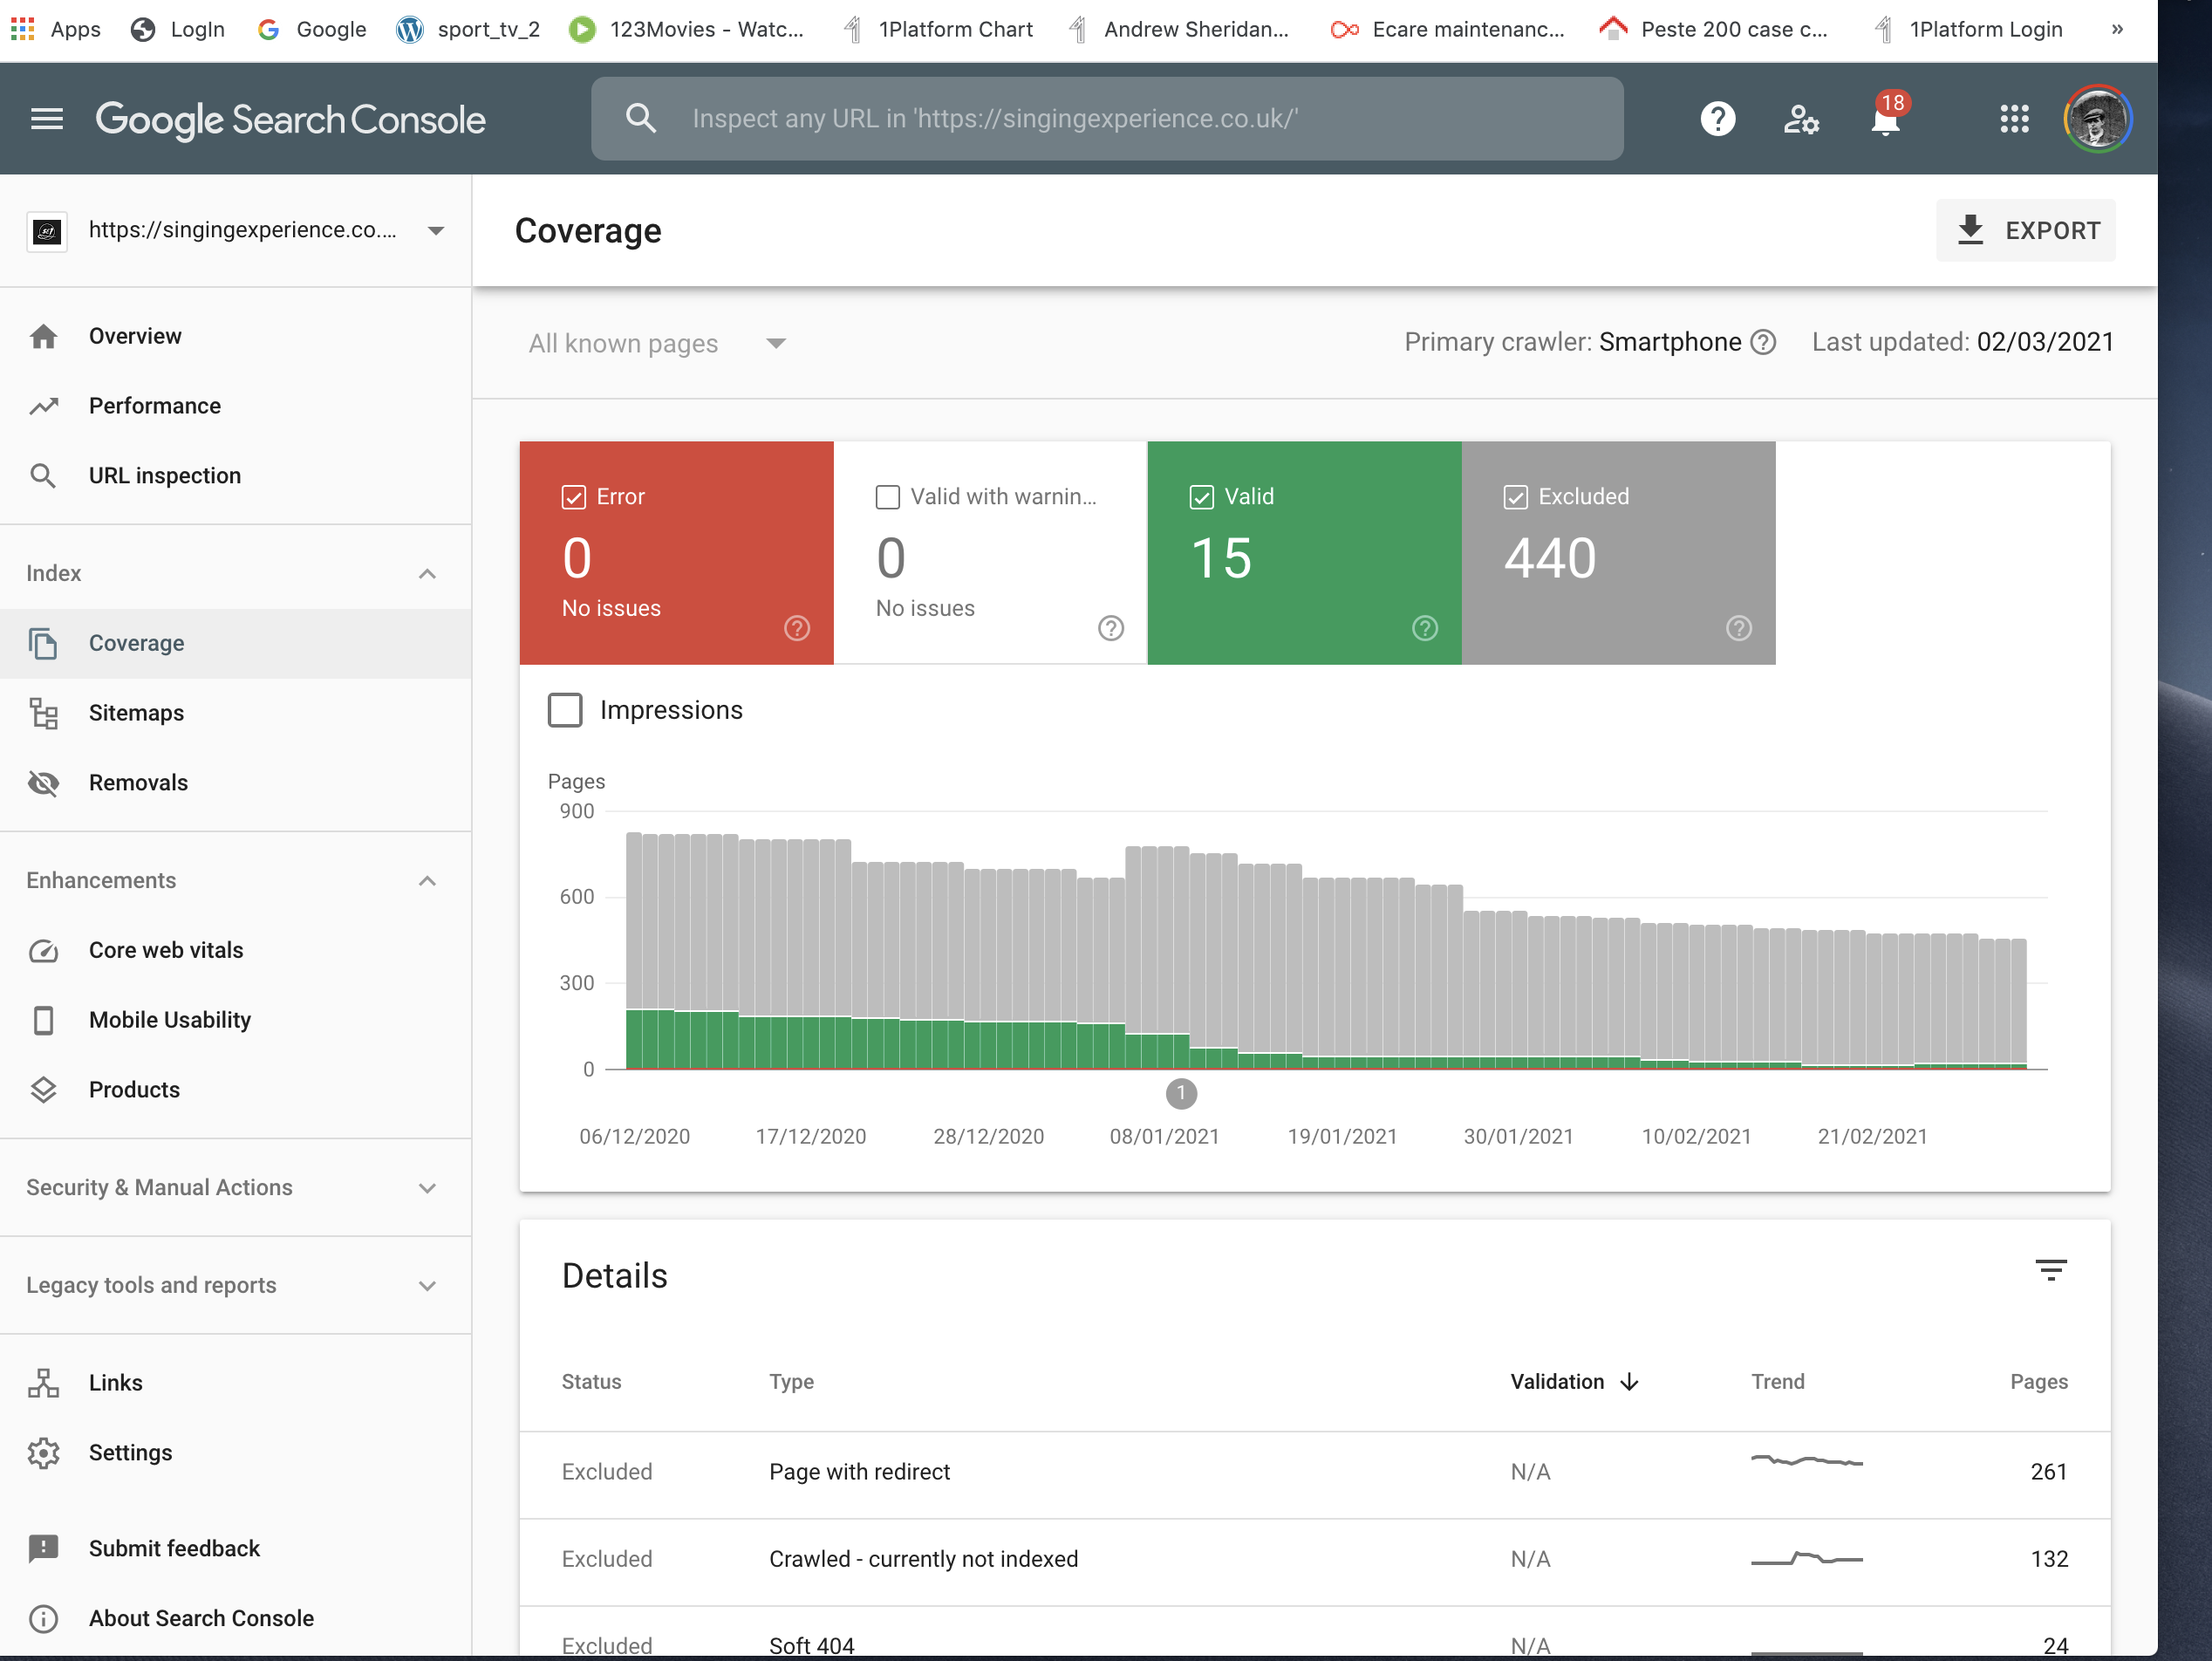 Apps LogIn Google sport_tv_2 123Movies - Watc... 1Platform Chart Andrew Sheridan... Ecare maintenanc... Peste 200 case c... 1Platform Login »
Google Search Console
Inspect any URL in 'https://singingexperience.co.uk/'
18
https://singingexperience.co....
Coverage
EXPORT
All known pages
Primary crawler: Smartphone
Last updated: 02/03/2021
Overview
Performance
URL inspection
Index
Coverage
Sitemaps
Removals
Enhancements
Core web vitals
Mobile Usability
Products
Security & Manual Actions
Legacy tools and reports
Links
Settings
Submit feedback
About Search Console
Error
0
No issues
Valid with warnin...
0
No issues
Valid
15
Excluded
440
Impressions
Pages
900
600
300
0
1
06/12/2020 17/12/2020 28/12/2020 08/01/2021 19/01/2021 30/01/2021 10/02/2021 21/02/2021
Details
Status Type Validation Trend Pages
Excluded Page with redirect N/A 261
Excluded Crawled - currently not indexed N/A 132
Excluded Soft 404 N/A 24